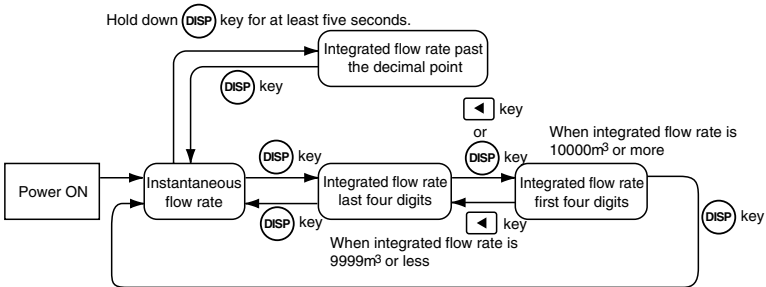 Hold down DISP key for at least five seconds.
Integrated flow rate past
the decimal point
DISP key
◄ key
or
DISP key
When integrated flow rate is
10000m³ or more
Power ON
Instantaneous
flow rate
DISP key
Integrated flow rate
last four digits
Integrated flow rate
first four digits
DISP key
◄ key
DISP key
When integrated flow rate is
9999m³ or less